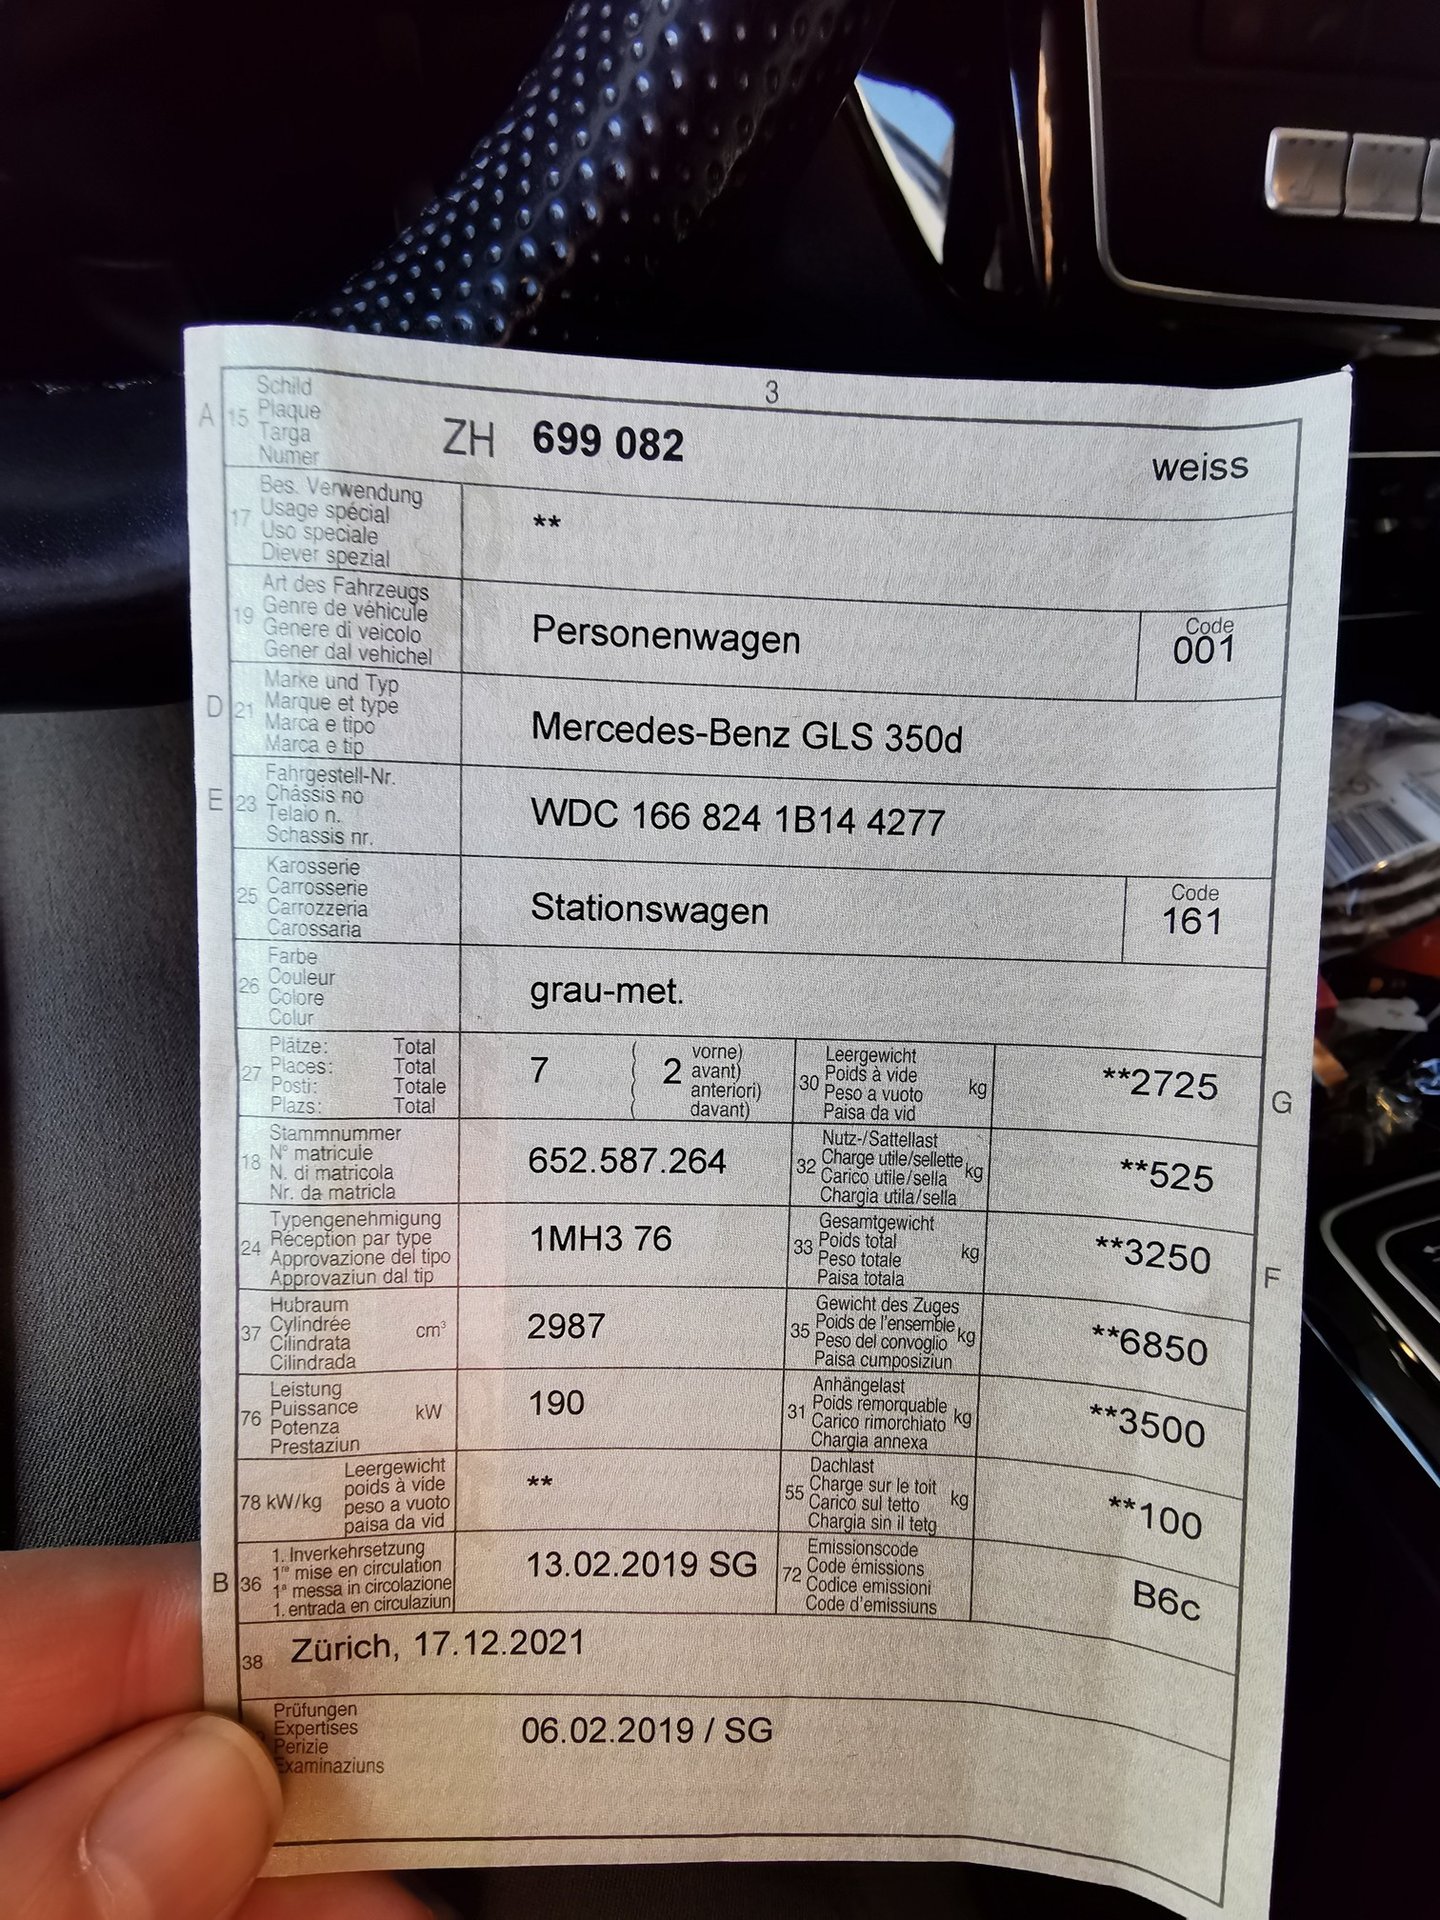 3
A 15 Schild
Plaque
Targa
Numer
ZH 699 082 weiss
17 Bes. Verwendung
Usage spécial
Uso speciale
Diever spezial
**
19 Art des Fahrzeugs
Genre de véhicule
Genere di veicolo
Gener dal vehichel
Personenwagen
Code
001
D 21 Marke und Typ
Marque et type
Marca e tipo
Marca e tip
Mercedes-Benz GLS 350d
E 23 Fahrgestell-Nr.
Châssis no
Telaio n.
Schassis nr.
WDC 166 824 1B14 4277
25 Karosserie
Carrosserie
Carrozzeria
Carossaria
Stationswagen
Code
161
26 Farbe
Couleur
Colore
Colur
grau-met.
27 Plätze: Total
Places: Total
Posti: Totale
Plazs: Total
7
( 2 vorne)
( avant)
( anteriori)
( davant)
30 Leergewicht
Poids à vide
Peso a vuoto
Paisa da vid
kg
**2725
G
18 Stammnummer
N° matricule
N. di matricola
Nr. da matricla
652.587.264
32 Nutz-/Sattellast
Charge utile/sellette
Carico utile/sella
Chargia utila/sella
kg
**525
24 Typengenehmigung
Réception par type
Approvazione del tipo
Approvaziun dal tip
1MH3 76
33 Gesamtgewicht
Poids total
Peso totale
Paisa totala
kg
**3250
F
37 Hubraum
Cylindrée
Cilindrata
Cilindrada
cm³
2987
35 Gewicht des Zuges
Poids de l'ensemble
Peso del convoglio
Paisa cumposiziun
kg
**6850
76 Leistung
Puissance
Potenza
Prestaziun
kW
190
31 Anhängelast
Poids remorquable
Carico rimorchiato
Chargia annexa
kg
**3500
78 kW/kg
Leergewicht
poids à vide
peso a vuoto
paisa da vid
**
55 Dachlast
Charge sur le toit
Carico sul tetto
Chargia sin il tetg
kg
**100
B 36 1. Inverkehrsetzung
1re mise en circulation
1a messa in circolazione
1. entrada en circulaziun
13.02.2019 SG
72 Emissionscode
Code émissions
Codice emissioni
Code d'emissiuns
B6c
38 Zürich, 17.12.2021
Prüfungen
Expertises
Perizie
Examinaziuns
06.02.2019 / SG